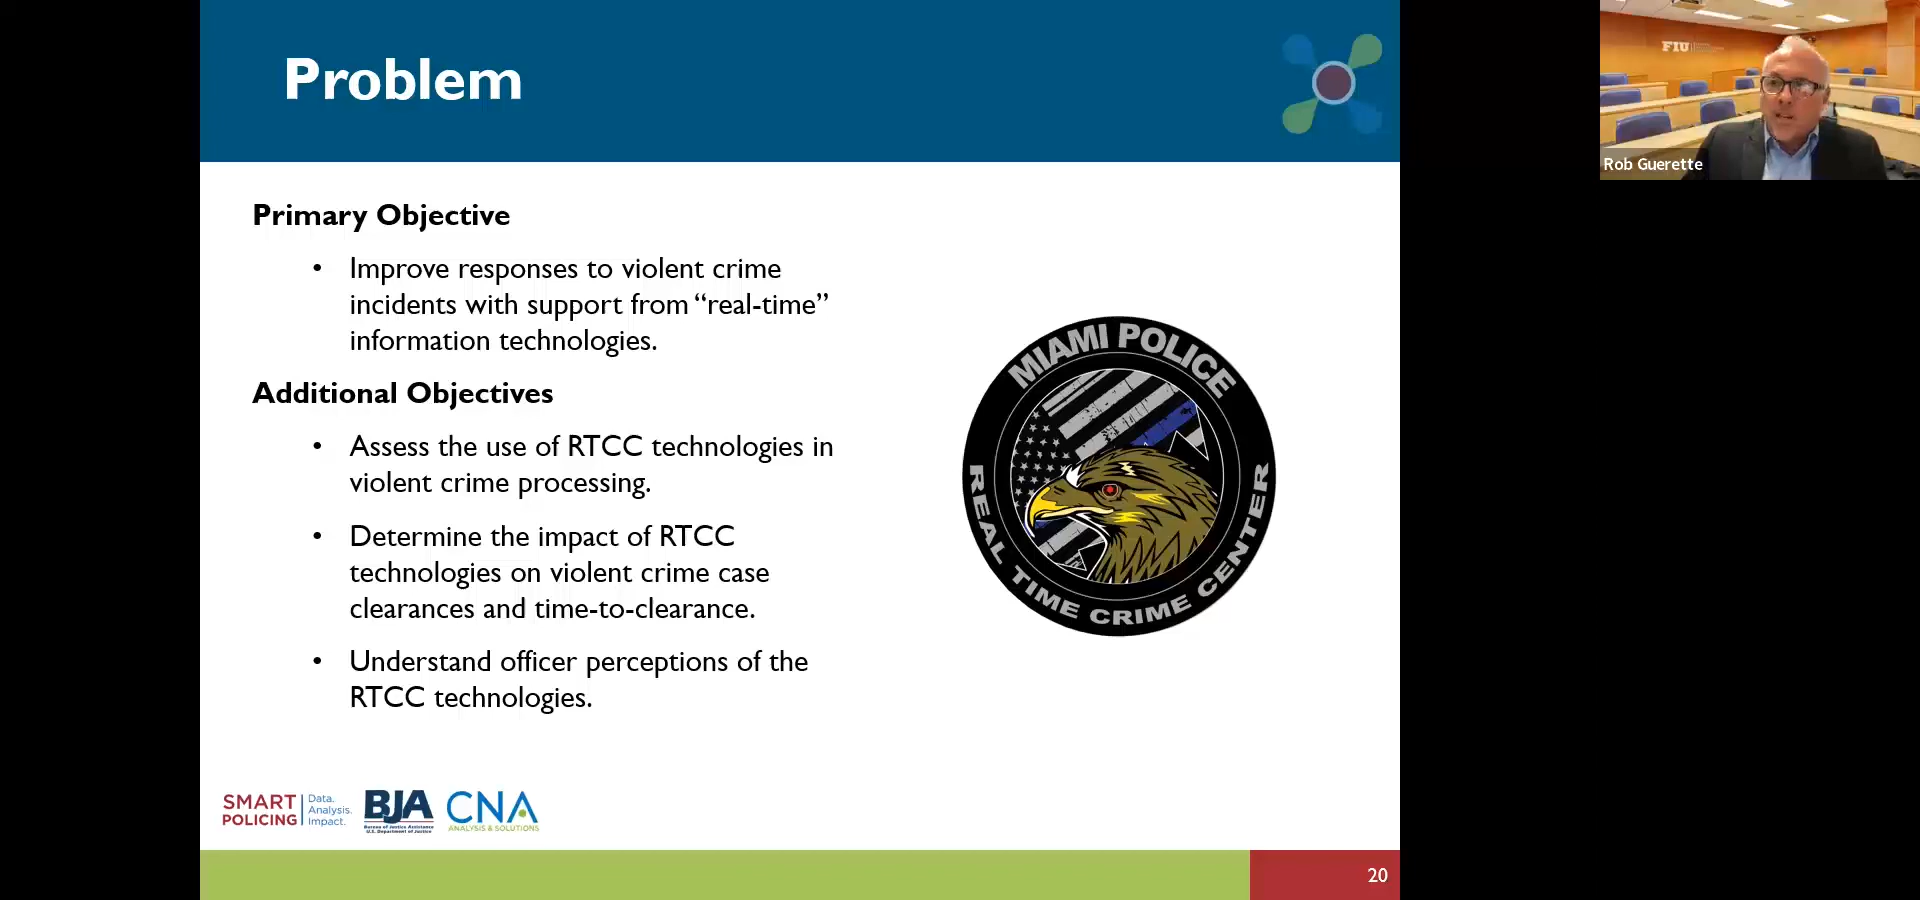 Problem
FIU
Rob Guerette
Primary Objective
• Improve responses to violent crime
incidents with support from “real-time”
information technologies.
Additional Objectives
• Assess the use of RTCC technologies in
violent crime processing.
• Determine the impact of RTCC
technologies on violent crime case
clearances and time-to-clearance.
• Understand officer perceptions of the
RTCC technologies.
MIAMI POLICE
REAL TIME CRIME CENTER
SMART
POLICING
Data.
Analysis.
Impact.
BJA
Bureau of Justice Assistance
U.S. Department of Justice
CNA
ANALYSIS & SOLUTIONS
20